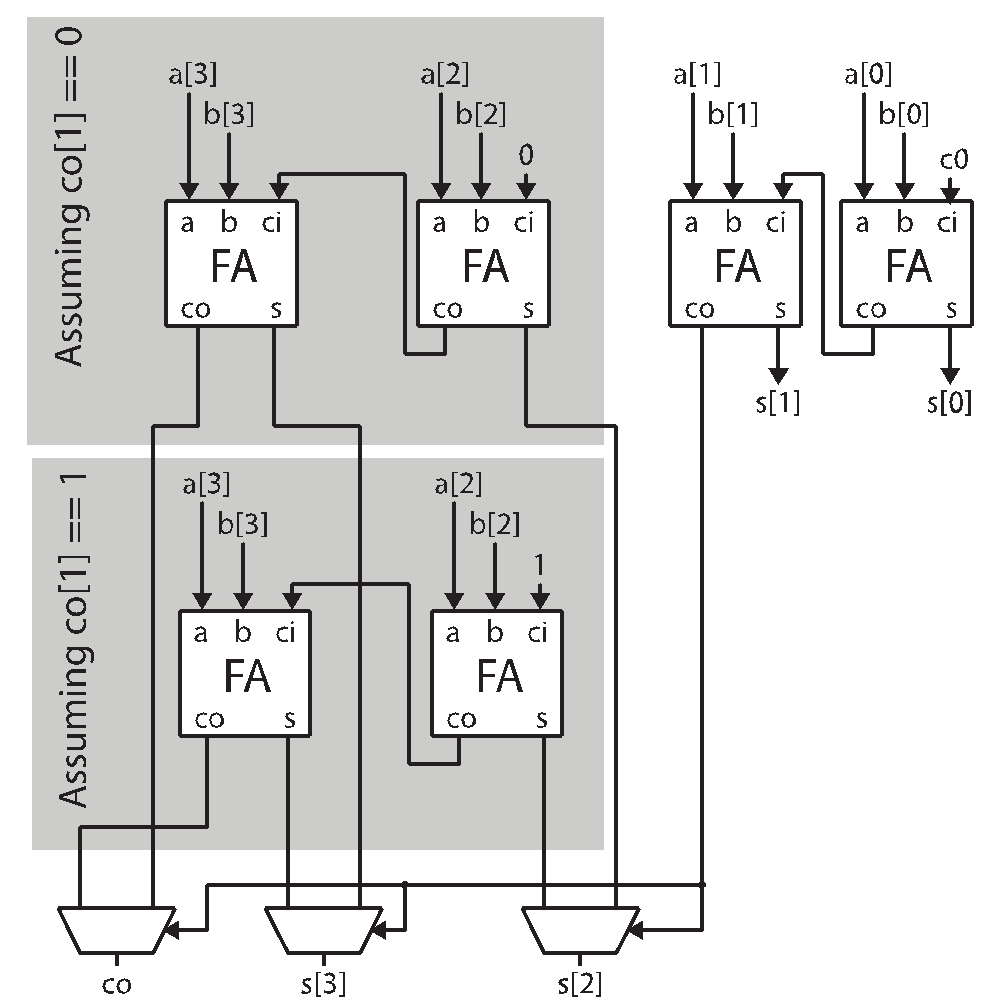 Assuming co[1] == 0
a[3]
b[3]
a[2]
b[2]
0
a b ci
FA
co s
a b ci
FA
co s
a[1]
b[1]
a[0]
b[0]
c0
a b ci
FA
co s
a b ci
FA
co s
s[1]
s[0]
Assuming co[1] == 1
a[3]
b[3]
a[2]
b[2]
1
a b ci
FA
co s
a b ci
FA
co s
co
s[3]
s[2]